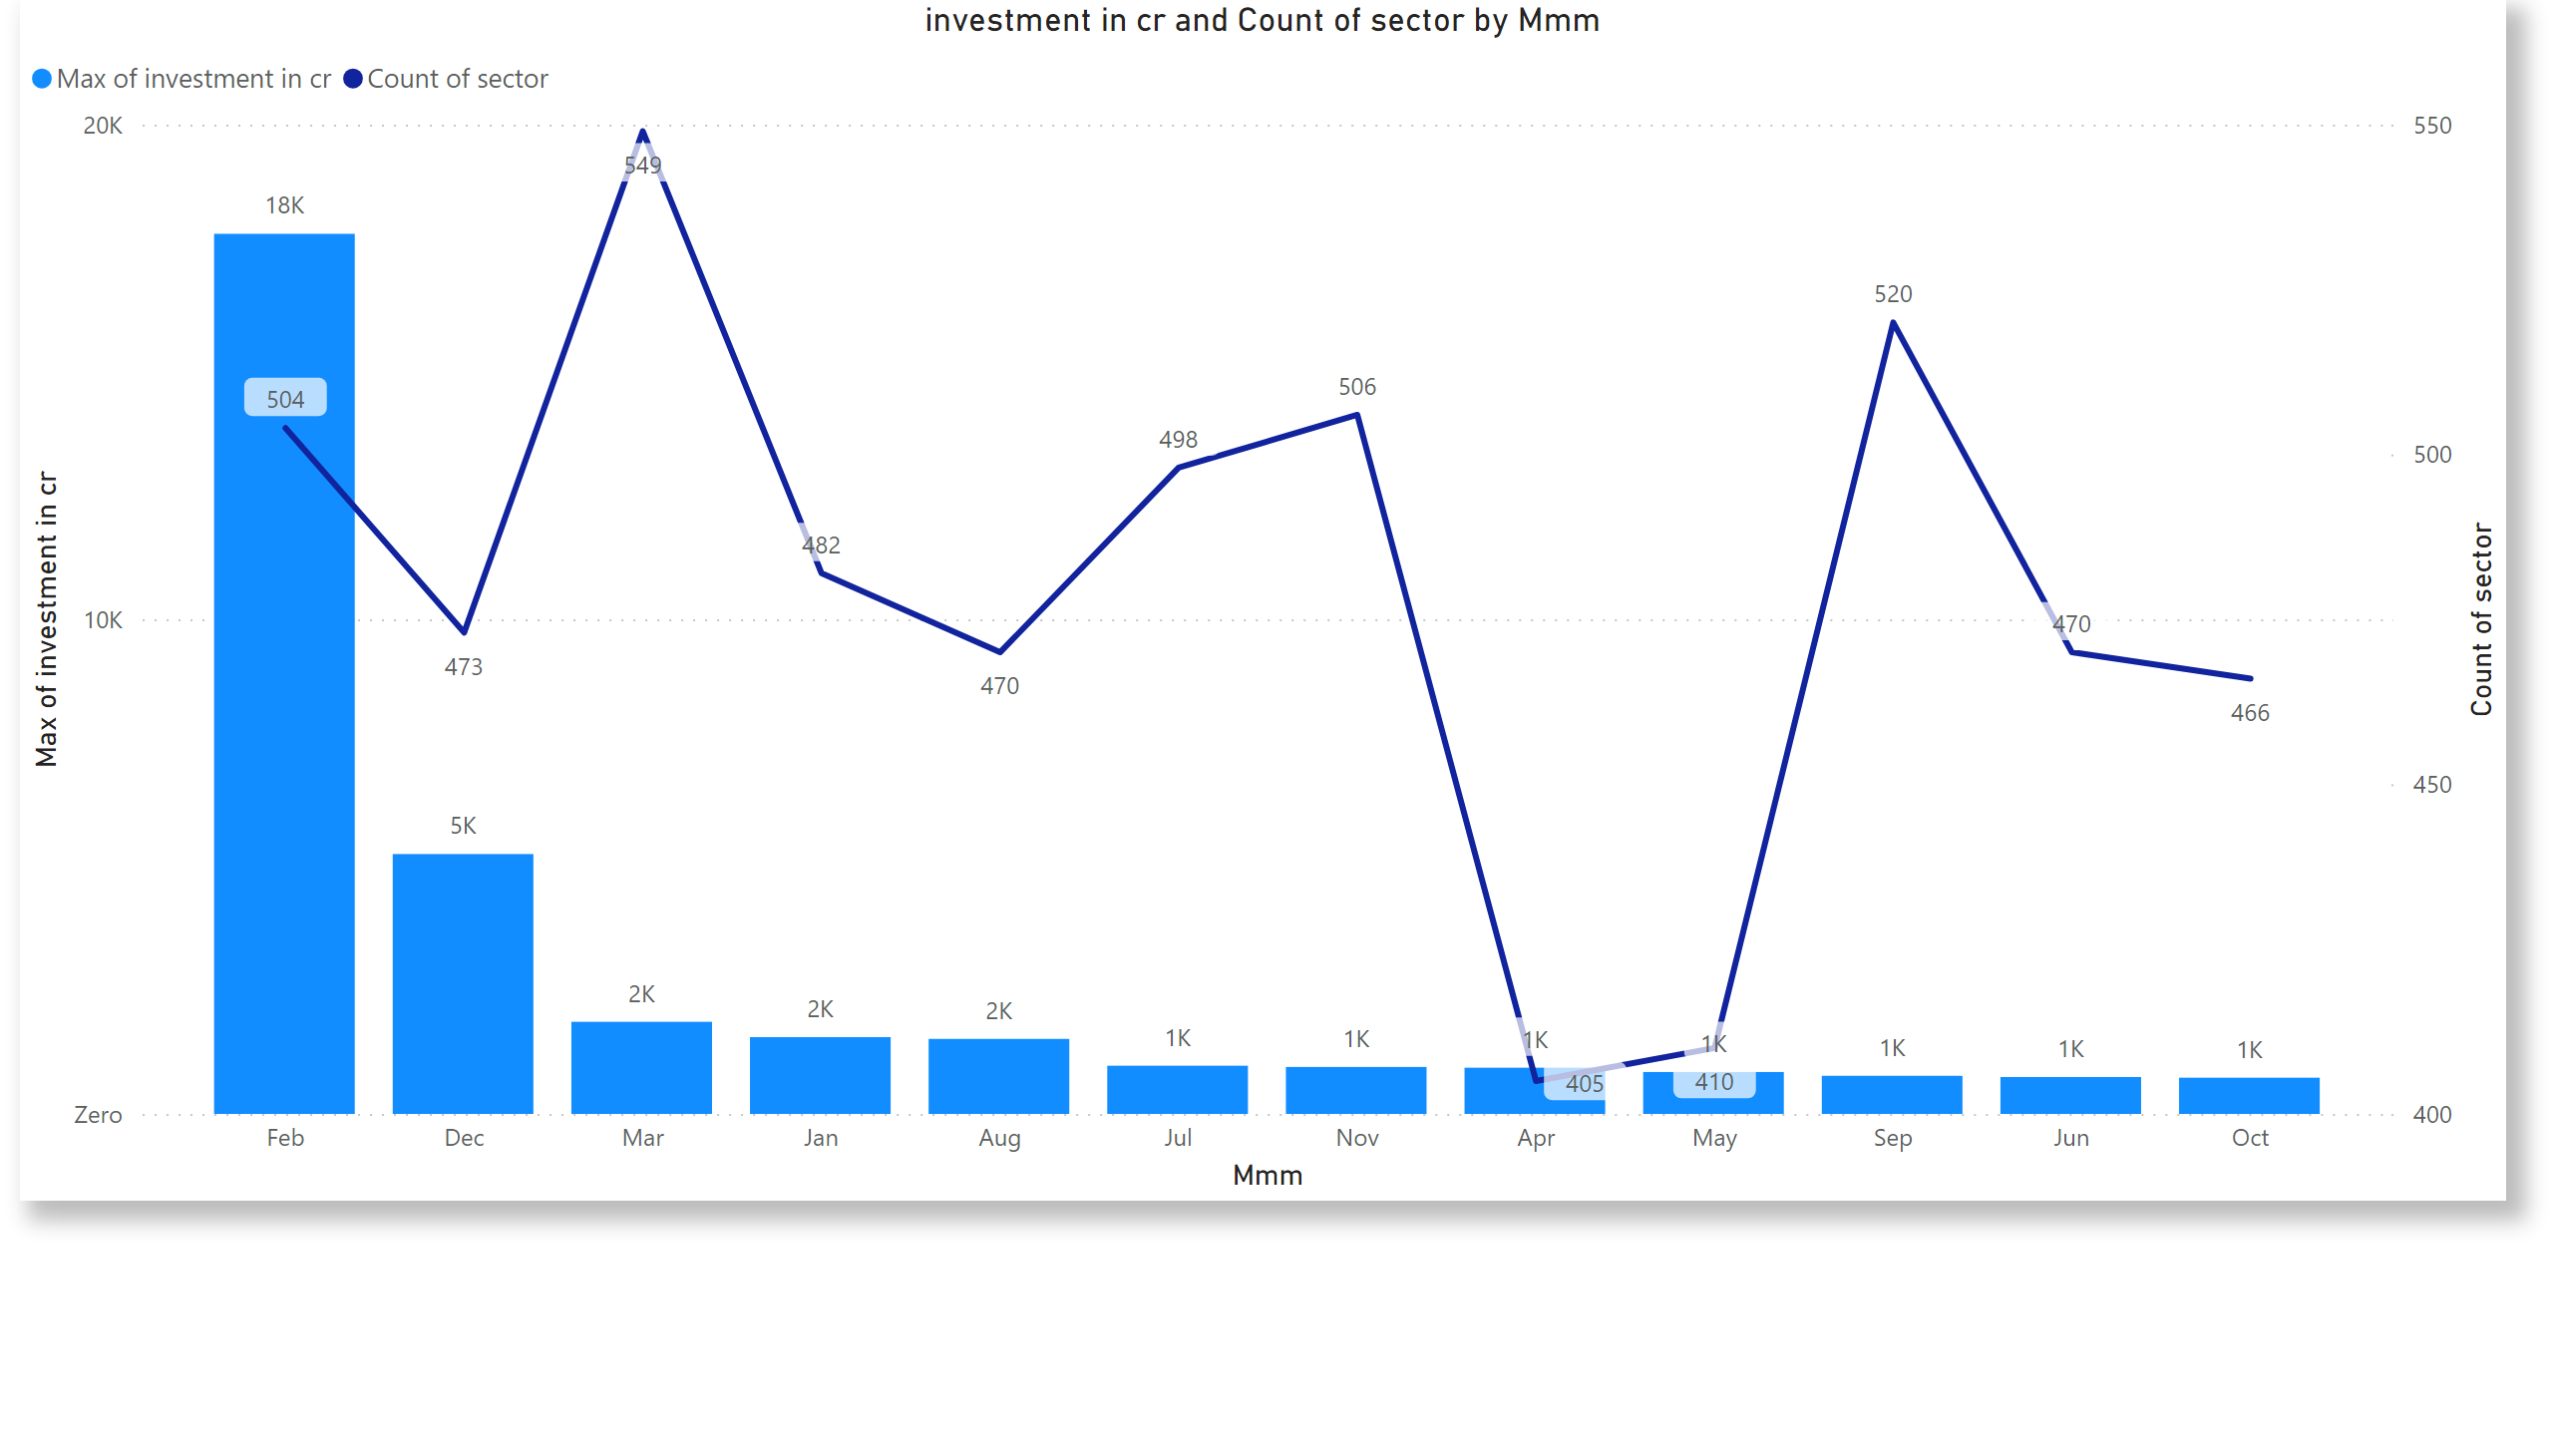 investment in cr and Count of sector by Mmm
Max of investment in cr Count of sector
20K
10K
Zero
Max of investment in cr
18K 5K 2K 2K 2K 1K 1K 1K 1K 1K 1K 1K
504 473 549 482 470 498 506 405 410 520 470 466
550
500
450
400
Count of sector
Feb Dec Mar Jan Aug Jul Nov Apr May Sep Jun Oct
Mmm